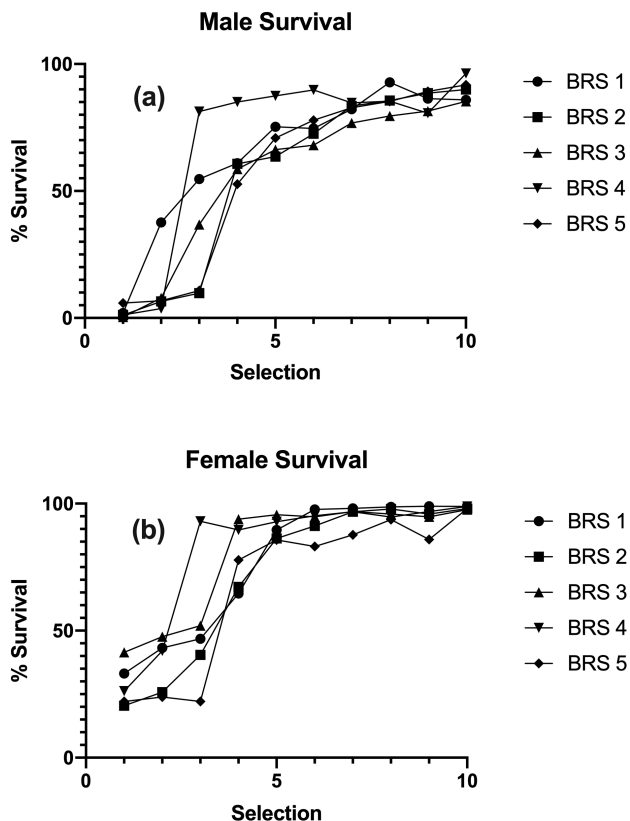 Male Survival
100
(a)
BRS 1
BRS 2
BRS 3
BRS 4
BRS 5
50
% Survival
0
0
5
10
Selection
Female Survival
100
(b)
BRS 1
BRS 2
BRS 3
BRS 4
BRS 5
50
% Survival
0
0
5
10
Selection